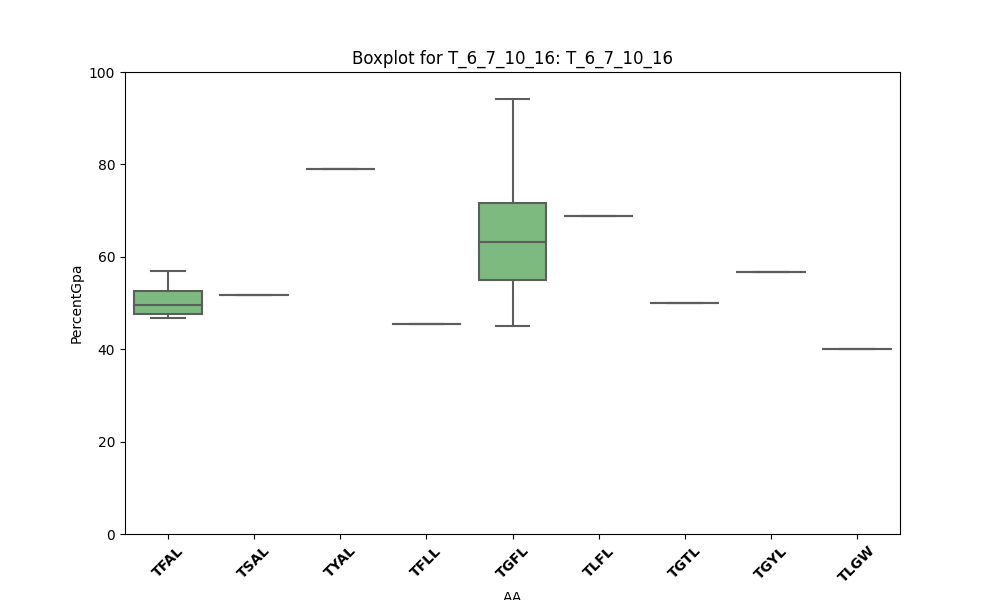 Boxplot for T_6_7_10_16: T_6_7_10_16
100
80
60
40
20
0
PercentGpa
TFAL TSAL TYAL TFLL TGFL TLFL TGTL TGYL TLGW
AA